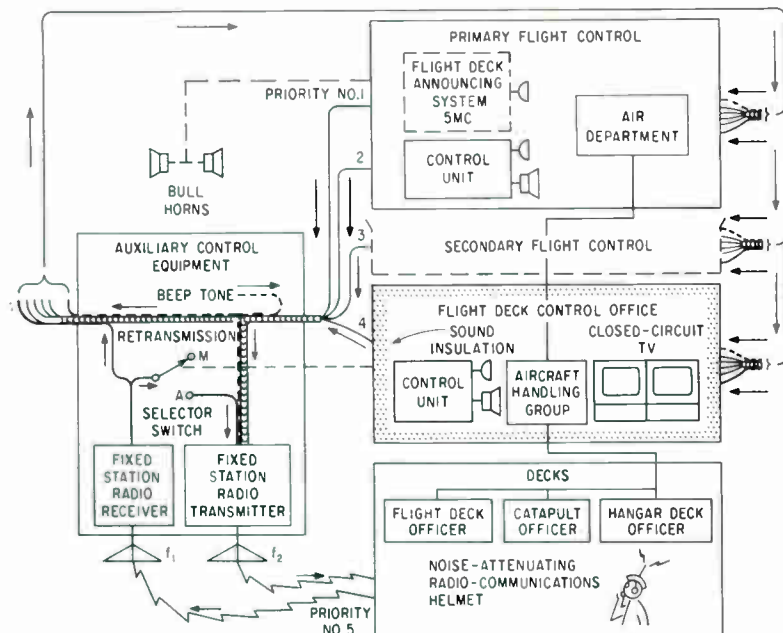 PRIMARY FLIGHT CONTROL
FLIGHT DECK
ANNOUNCING
SYSTEM
5MC
CONTROL
UNIT
AIR
DEPARTMENT
PRIORITY NO.1
2
3
4
BULL
HORNS
SECONDARY FLIGHT CONTROL
AUXILIARY CONTROL
EQUIPMENT
BEEP TONE
RETRANSMISSION
M
A
SELECTOR
SWITCH
FIXED
STATION
RADIO
RECEIVER
FIXED
STATION
RADIO
TRANSMITTER
f1
f2
FLIGHT DECK CONTROL OFFICE
SOUND
INSULATION
CLOSED-CIRCUIT
TV
CONTROL
UNIT
AIRCRAFT
HANDLING
GROUP
DECKS
FLIGHT DECK
OFFICER
CATAPULT
OFFICER
HANGAR DECK
OFFICER
NOISE-ATTENUATING
RADIO-COMMUNICATIONS
HELMET
PRIORITY
NO.5